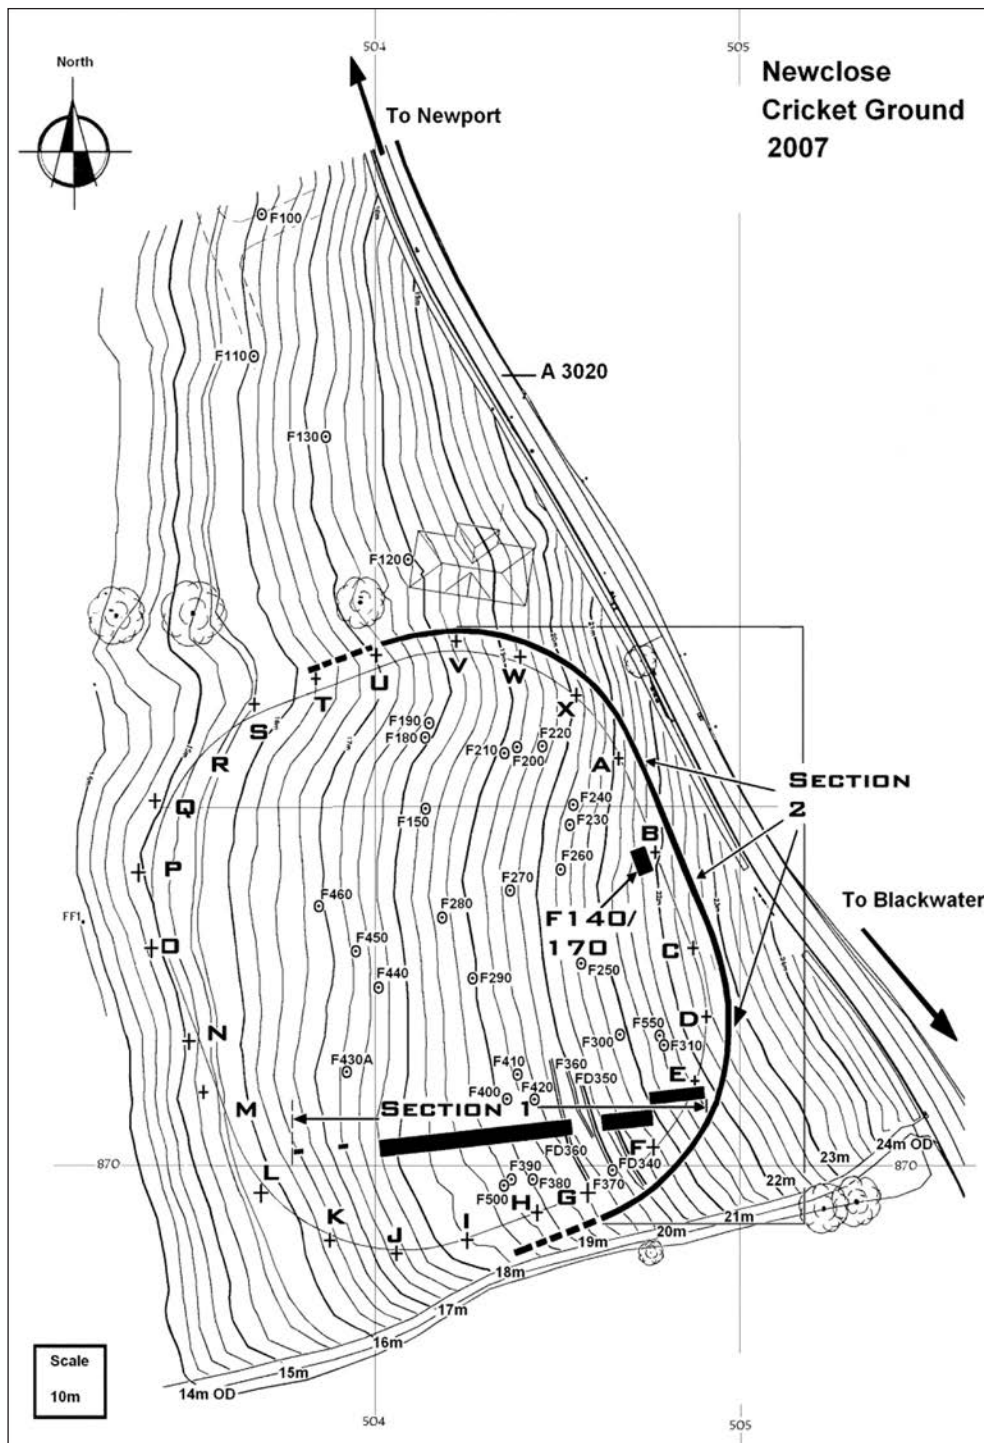 504
505
North
Newclose
Cricket Ground
2007
To Newport
F100
F110
A 3020
F130
F120
V
U
W
T
X
S
F190
F180
F220
F210
F200
R
A
SECTION
2
Q
F240
F150
F230
B
P
F260
F270
To Blackwater
F460
F280
F140/
170
FF1
O
F450
C
F250
F440
F290
D
N
F550
F300
F310
F430A
F410
F360
FD350
E
F400
F420
M
SECTION 1
24m OD
F
FD360
23m
870
870
F390
FD340
L
F380
F370
22m
F500
G
H
21m
K
J
I
20m
19m
18m
17m
16m
15m
14m OD
Scale
10m
504
505